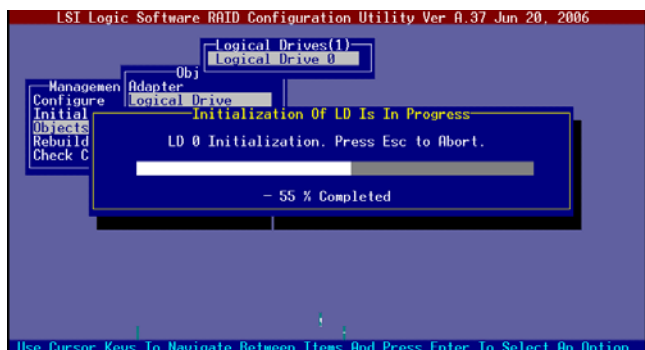 LSI Logic Software RAID Configuration Utility Ver A.37 Jun 20, 2006
Logical Drives(1)
Logical Drive 0
Obj
Adapter
Logical Drive
Managemen
Configure
Initial
Objects
Rebuild
Check C
Initialization Of LD Is In Progress
LD 0 Initialization. Press Esc to Abort.
- 55 % Completed
Use Cursor Keys To Navigate Between Items And Press Enter To Select An Option